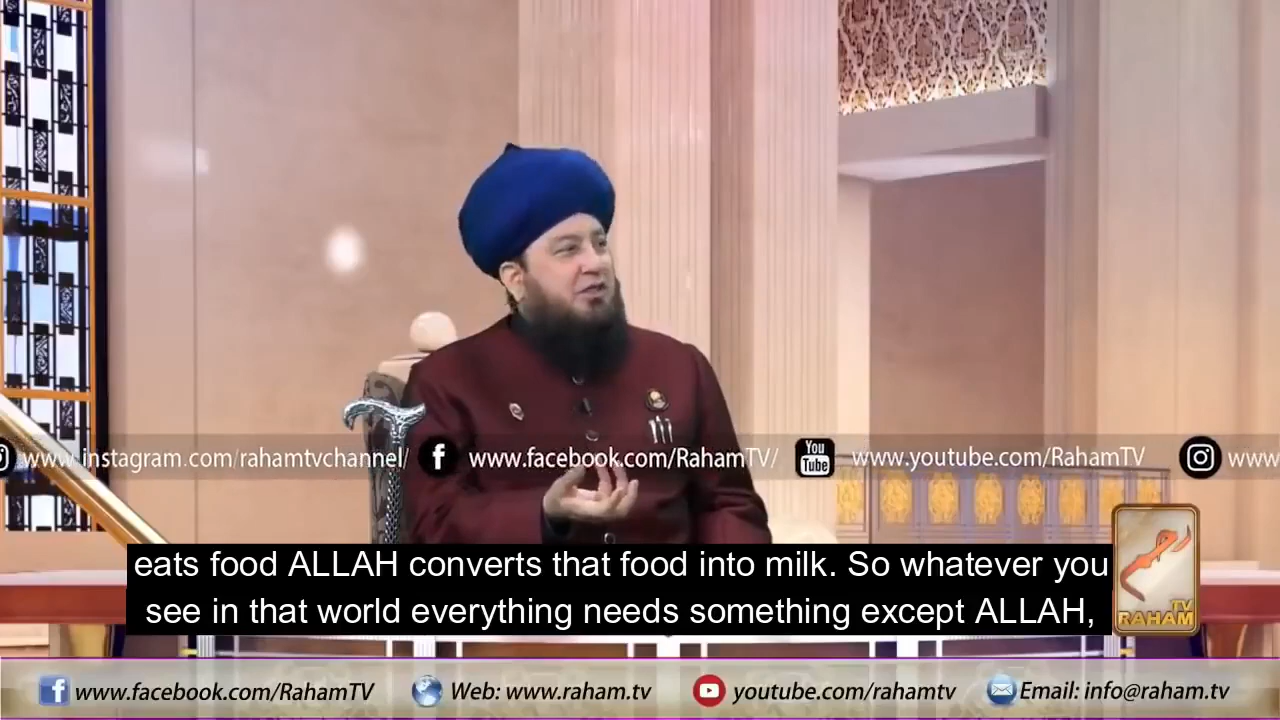 www.instagram.com/rahamtvchannel/ www.facebook.com/RahamTV/ You Tube www.youtube.com/RahamTV www
eats food ALLAH converts that food into milk. So whatever you
see in that world everything needs something except ALLAH,
رحم
TV
RAHAM
www.facebook.com/RahamTV Web: www.raham.tv youtube.com/rahamtv Email: info@raham.tv